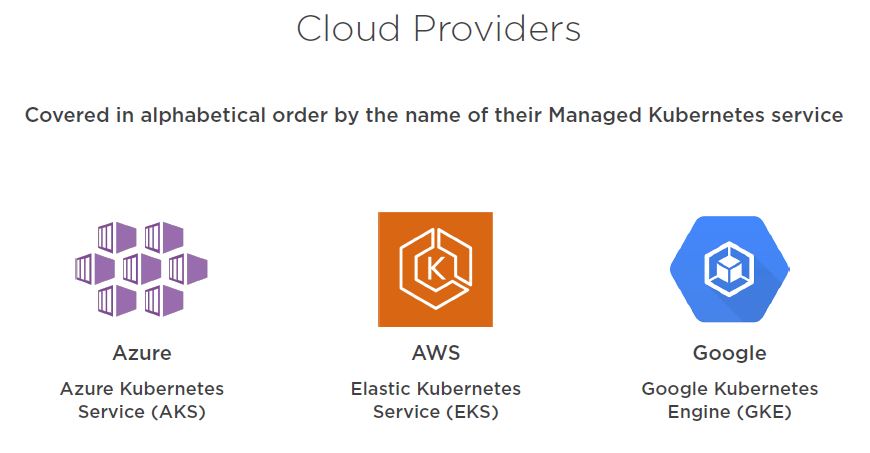 Cloud Providers
Covered in alphabetical order by the name of their Managed Kubernetes service
K
Azure
Azure Kubernetes
Service (AKS)
AWS
Elastic Kubernetes
Service (EKS)
Google
Google Kubernetes
Engine (GKE)